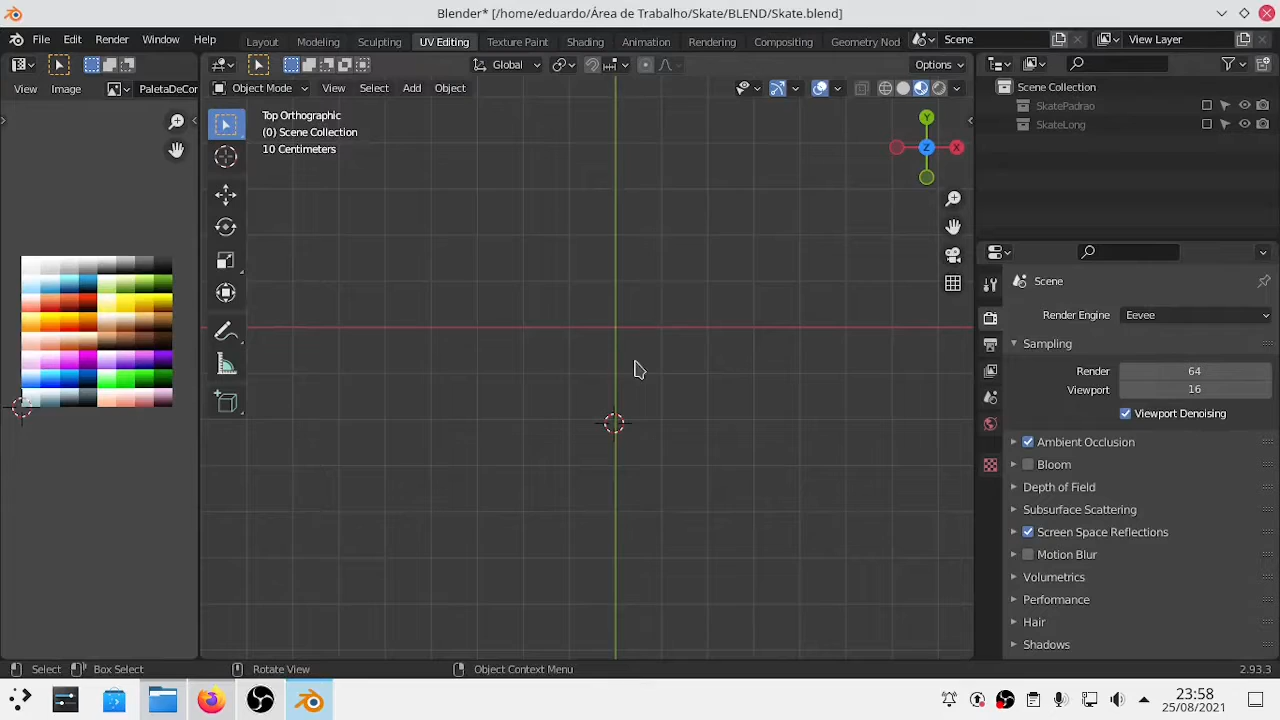 Blender* [/home/eduardo/Área de Trabalho/Skate/BLEND/Skate.blend]
File Edit Render Window Help
Layout Modeling Sculpting UV Editing Texture Paint Shading Animation Rendering Compositing Geometry Nod
Scene View Layer
Global Options
View Image PaletaDeCor
Object Mode View Select Add Object
Scene Collection
SkatePadrao
SkateLong
Top Orthographic
(0) Scene Collection
10 Centimeters
Y
Z
X
Scene
Render Engine Eevee
Sampling
Render 64
Viewport 16
Viewport Denoising
Ambient Occlusion
Bloom
Depth of Field
Subsurface Scattering
Screen Space Reflections
Motion Blur
Volumetrics
Performance
Hair
Shadows
Select Box Select Rotate View Object Context Menu 2.93.3
23:58
25/08/2021